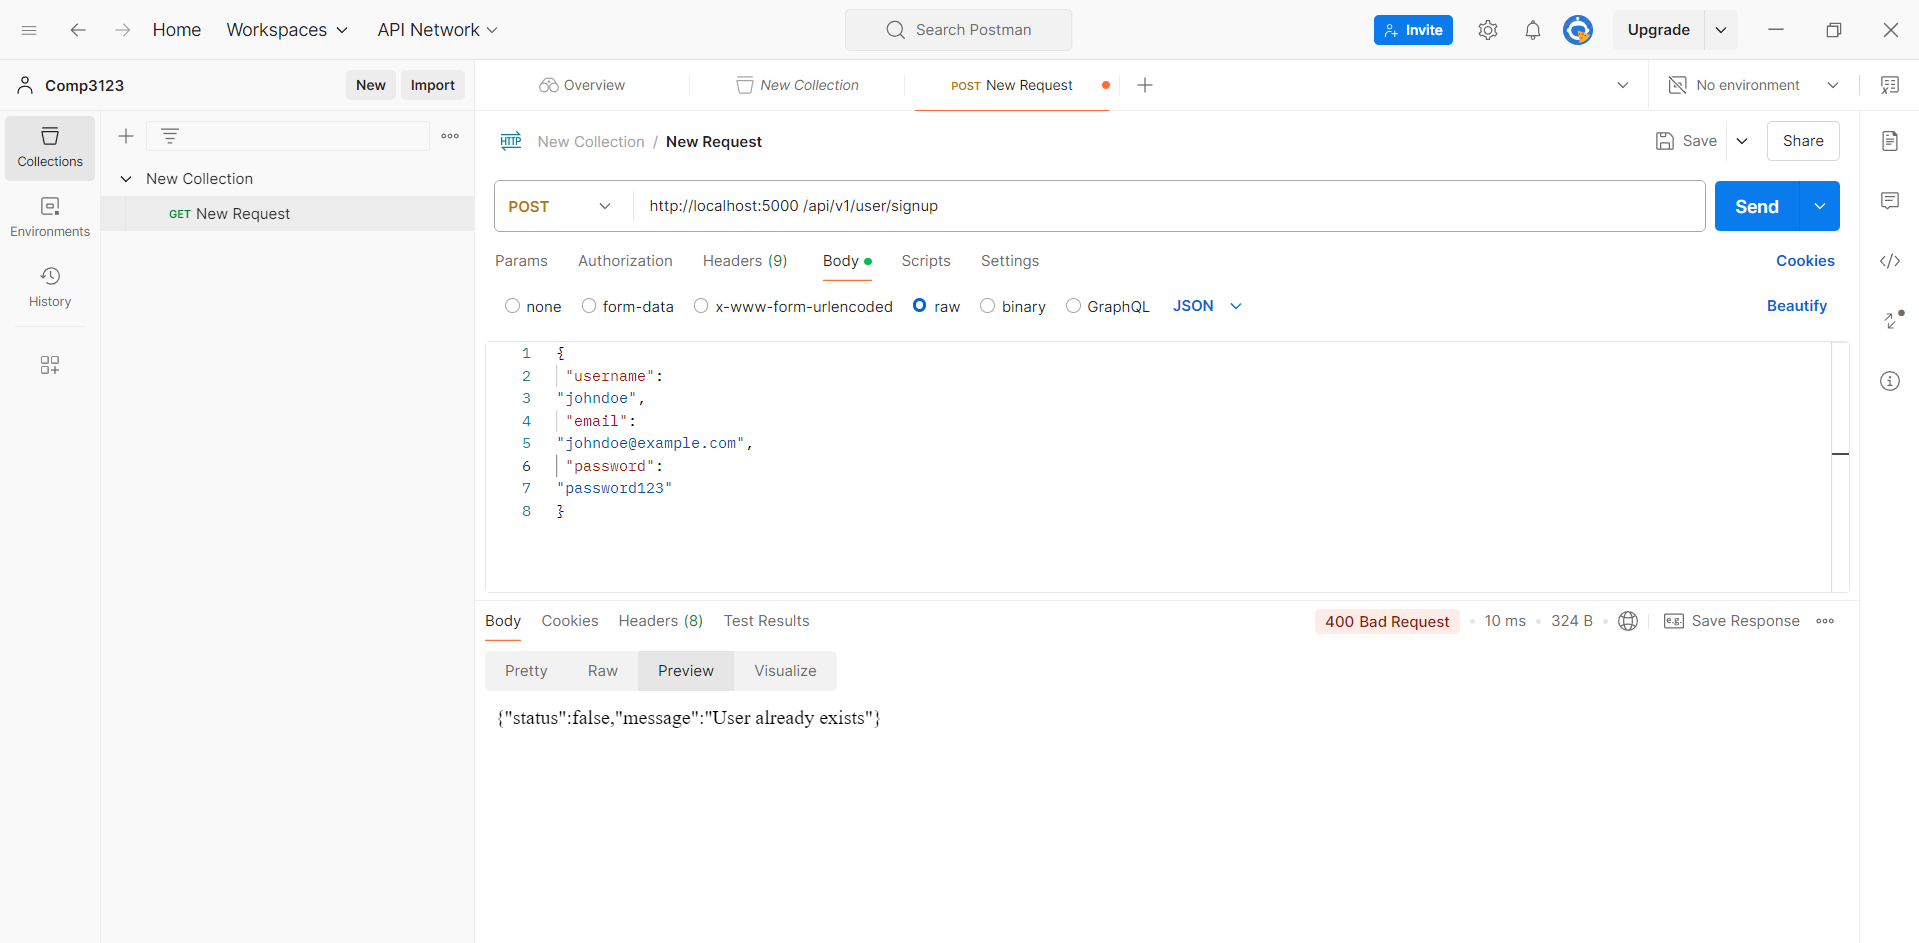 Home Workspaces API Network Search Postman Invite Upgrade
Comp3123 New Import Overview New Collection POST New Request No environment
Collections
Environments
History
New Collection
GET New Request
HTTP New Collection / New Request Save Share
POST http://localhost:5000 /api/v1/user/signup Send
Params Authorization Headers (9) Body Scripts Settings Cookies
none form-data x-www-form-urlencoded raw binary GraphQL JSON Beautify
1 {
2 "username":
3 "johndoe",
4 "email":
5 "johndoe@example.com",
6 "password":
7 "password123"
8 }
Body Cookies Headers (8) Test Results 400 Bad Request 10 ms 324 B e.g. Save Response
Pretty Raw Preview Visualize
{"status":false,"message":"User already exists"}